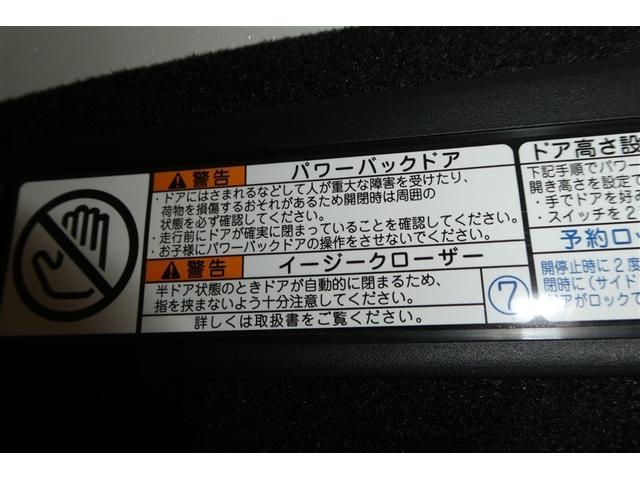 警告 パワーバックドア
・ドアにはさまれるなどして人が重大な障害を受けたり、
荷物を損傷するおそれがあるため開閉時は周囲の
状態を必ず確認してください。
・走行前にドアが確実に閉まっていることを確認してください。
・お子様にパワーバックドアの操作をさせないでください。
警告 イージークローザー
半ドア状態のときドアが自動的に閉まるため、
指を挟まないよう十分注意してください。
詳しくは取扱書をご覧ください。
⑦
ドア高さ設
下記手順でパワー
開き高さを設定で
・手でドアを好み
・スイッチを2
予約ロッ
開停止時に2度
閉時に(サイド
ドアがロックで